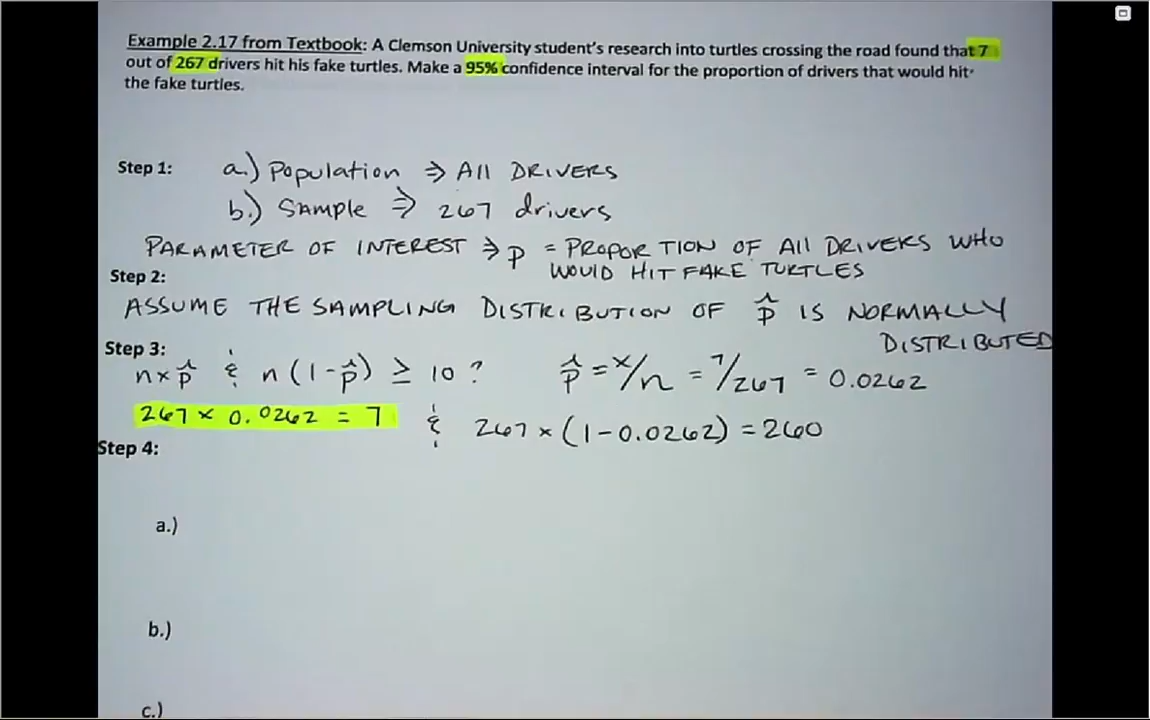 Example 2.17 from Textbook: A Clemson University student's research into turtles crossing the road found that 7
out of 267 drivers hit his fake turtles. Make a 95% confidence interval for the proportion of drivers that would hit
the fake turtles.
Step 1: a.) Population ⇒ All DRIVERS
b.) Sample ⇒ 267 drivers
PARAMETER OF INTEREST ⇒ p = PROPORTION OF All DRIVERS WHO
WOULD HIT FAKE TURTLES
Step 2:
ASSUME THE SAMPLING DISTRIBUTION OF p̂ IS NORMALLY
DISTRIBUTED
Step 3:
n×p̂ & n(1-p̂) ≥ 10? p̂ = x/n = 7/267 = 0.0262
267 × 0.0262 = 7 & 267 × (1-0.0262) = 260
Step 4:
a.)
b.)
c.)